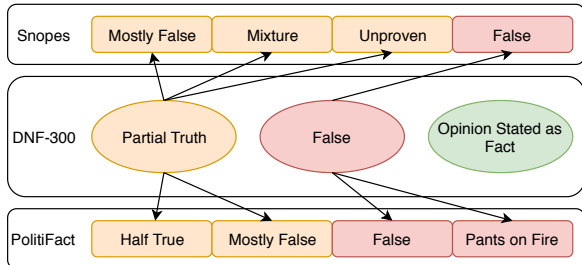 Snopes
Mostly False
Mixture
Unproven
False
DNF-300
Partial Truth
False
Opinion Stated as
Fact
PolitiFact
Half True
Mostly False
False
Pants on Fire